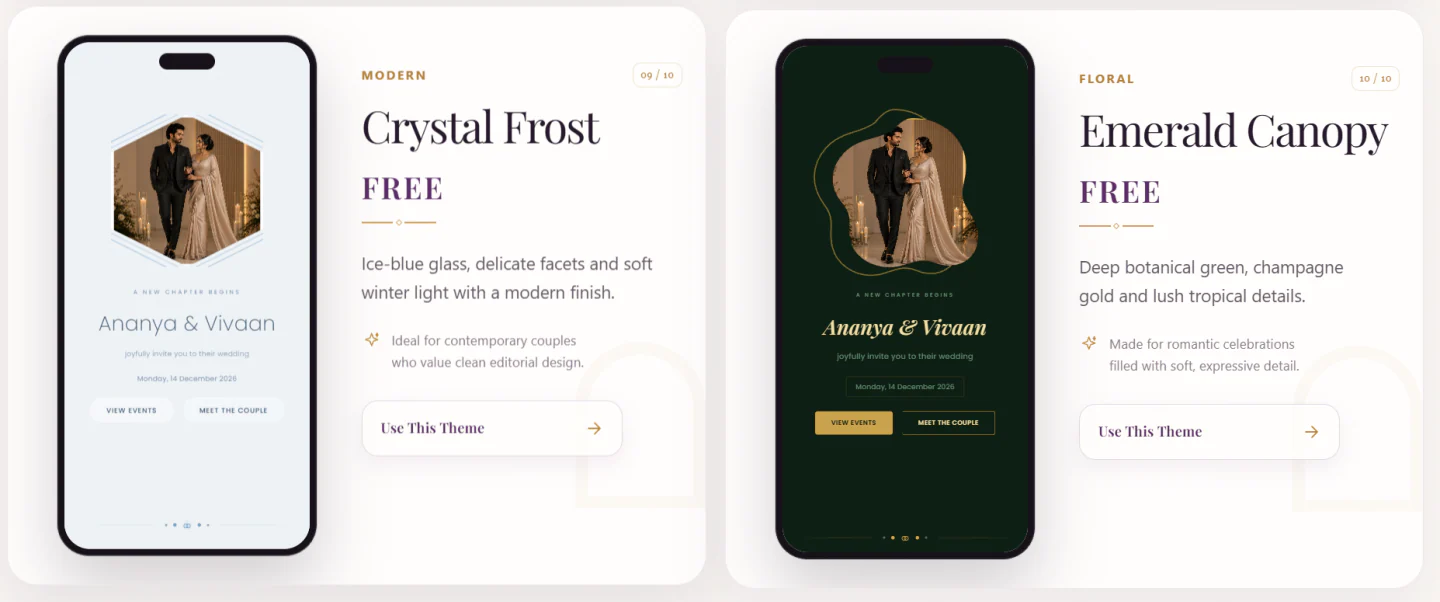 MODERN
09 / 10
Crystal Frost
FREE
Ice-blue glass, delicate facets and soft
winter light with a modern finish.
Ideal for contemporary couples
who value clean editorial design.
Use This Theme
A NEW CHAPTER BEGINS
Ananya & Vivaan
joyfully invite you to their wedding
Monday, 14 December 2026
VIEW EVENTS
MEET THE COUPLE
FLORAL
10 / 10
Emerald Canopy
FREE
Deep botanical green, champagne
gold and lush tropical details.
Made for romantic celebrations
filled with soft, expressive detail.
Use This Theme
A NEW CHAPTER BEGINS
Ananya & Vivaan
joyfully invite you to their wedding
Monday, 14 December 2026
VIEW EVENTS
MEET THE COUPLE